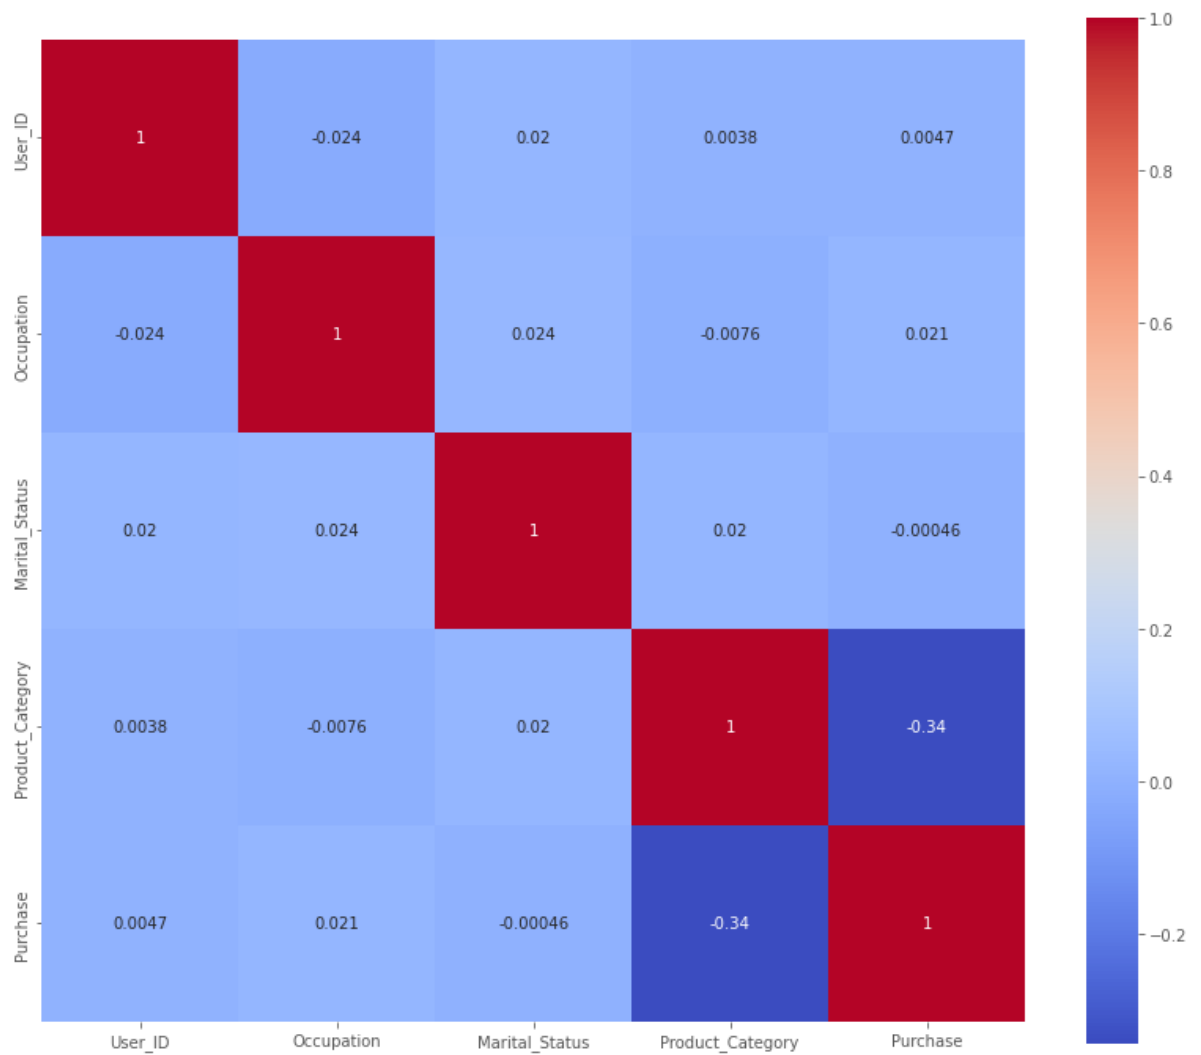 1.0
User_ID 1 -0.024 0.02 0.0038 0.0047
0.8
Occupation -0.024 1 0.024 -0.0076 0.021
0.6
0.4
Marital_Status 0.02 0.024 1 0.02 -0.00046
0.2
Product_Category 0.0038 -0.0076 0.02 1 -0.34
0.0
Purchase 0.0047 0.021 -0.00046 -0.34 1
−0.2
User_ID Occupation Marital_Status Product_Category Purchase